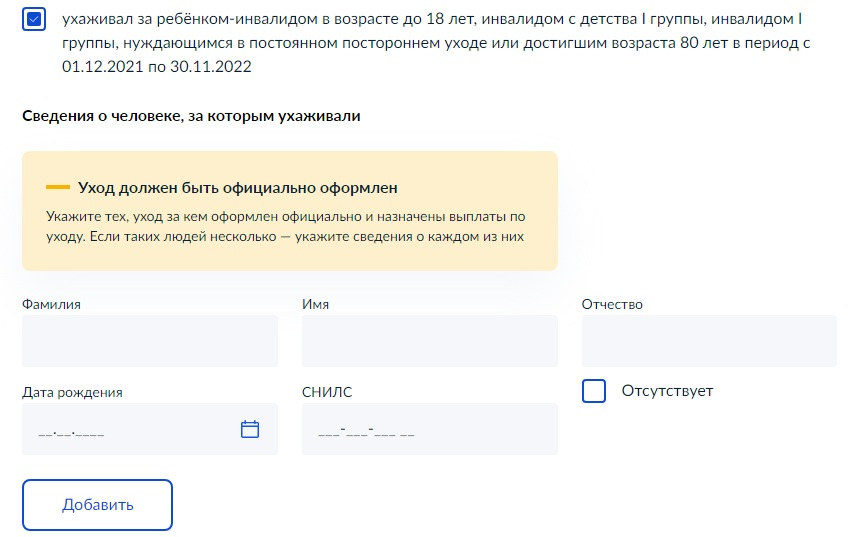 ухаживал за ребёнком-инвалидом в возрасте до 18 лет, инвалидом с детства I группы, инвалидом I
группы, нуждающимся в постоянном постороннем уходе или достигшим возраста 80 лет в период с
01.12.2021 по 30.11.2022
Сведения о человеке, за которым ухаживали
Уход должен быть официально оформлен
Укажите тех, уход за кем оформлен официально и назначены выплаты по
уходу. Если таких людей несколько — укажите сведения о каждом из них
Фамилия
Имя
Отчество
Дата рождения
СНИЛС
Отсутствует
__.__.____
___-___-___ __
Добавить